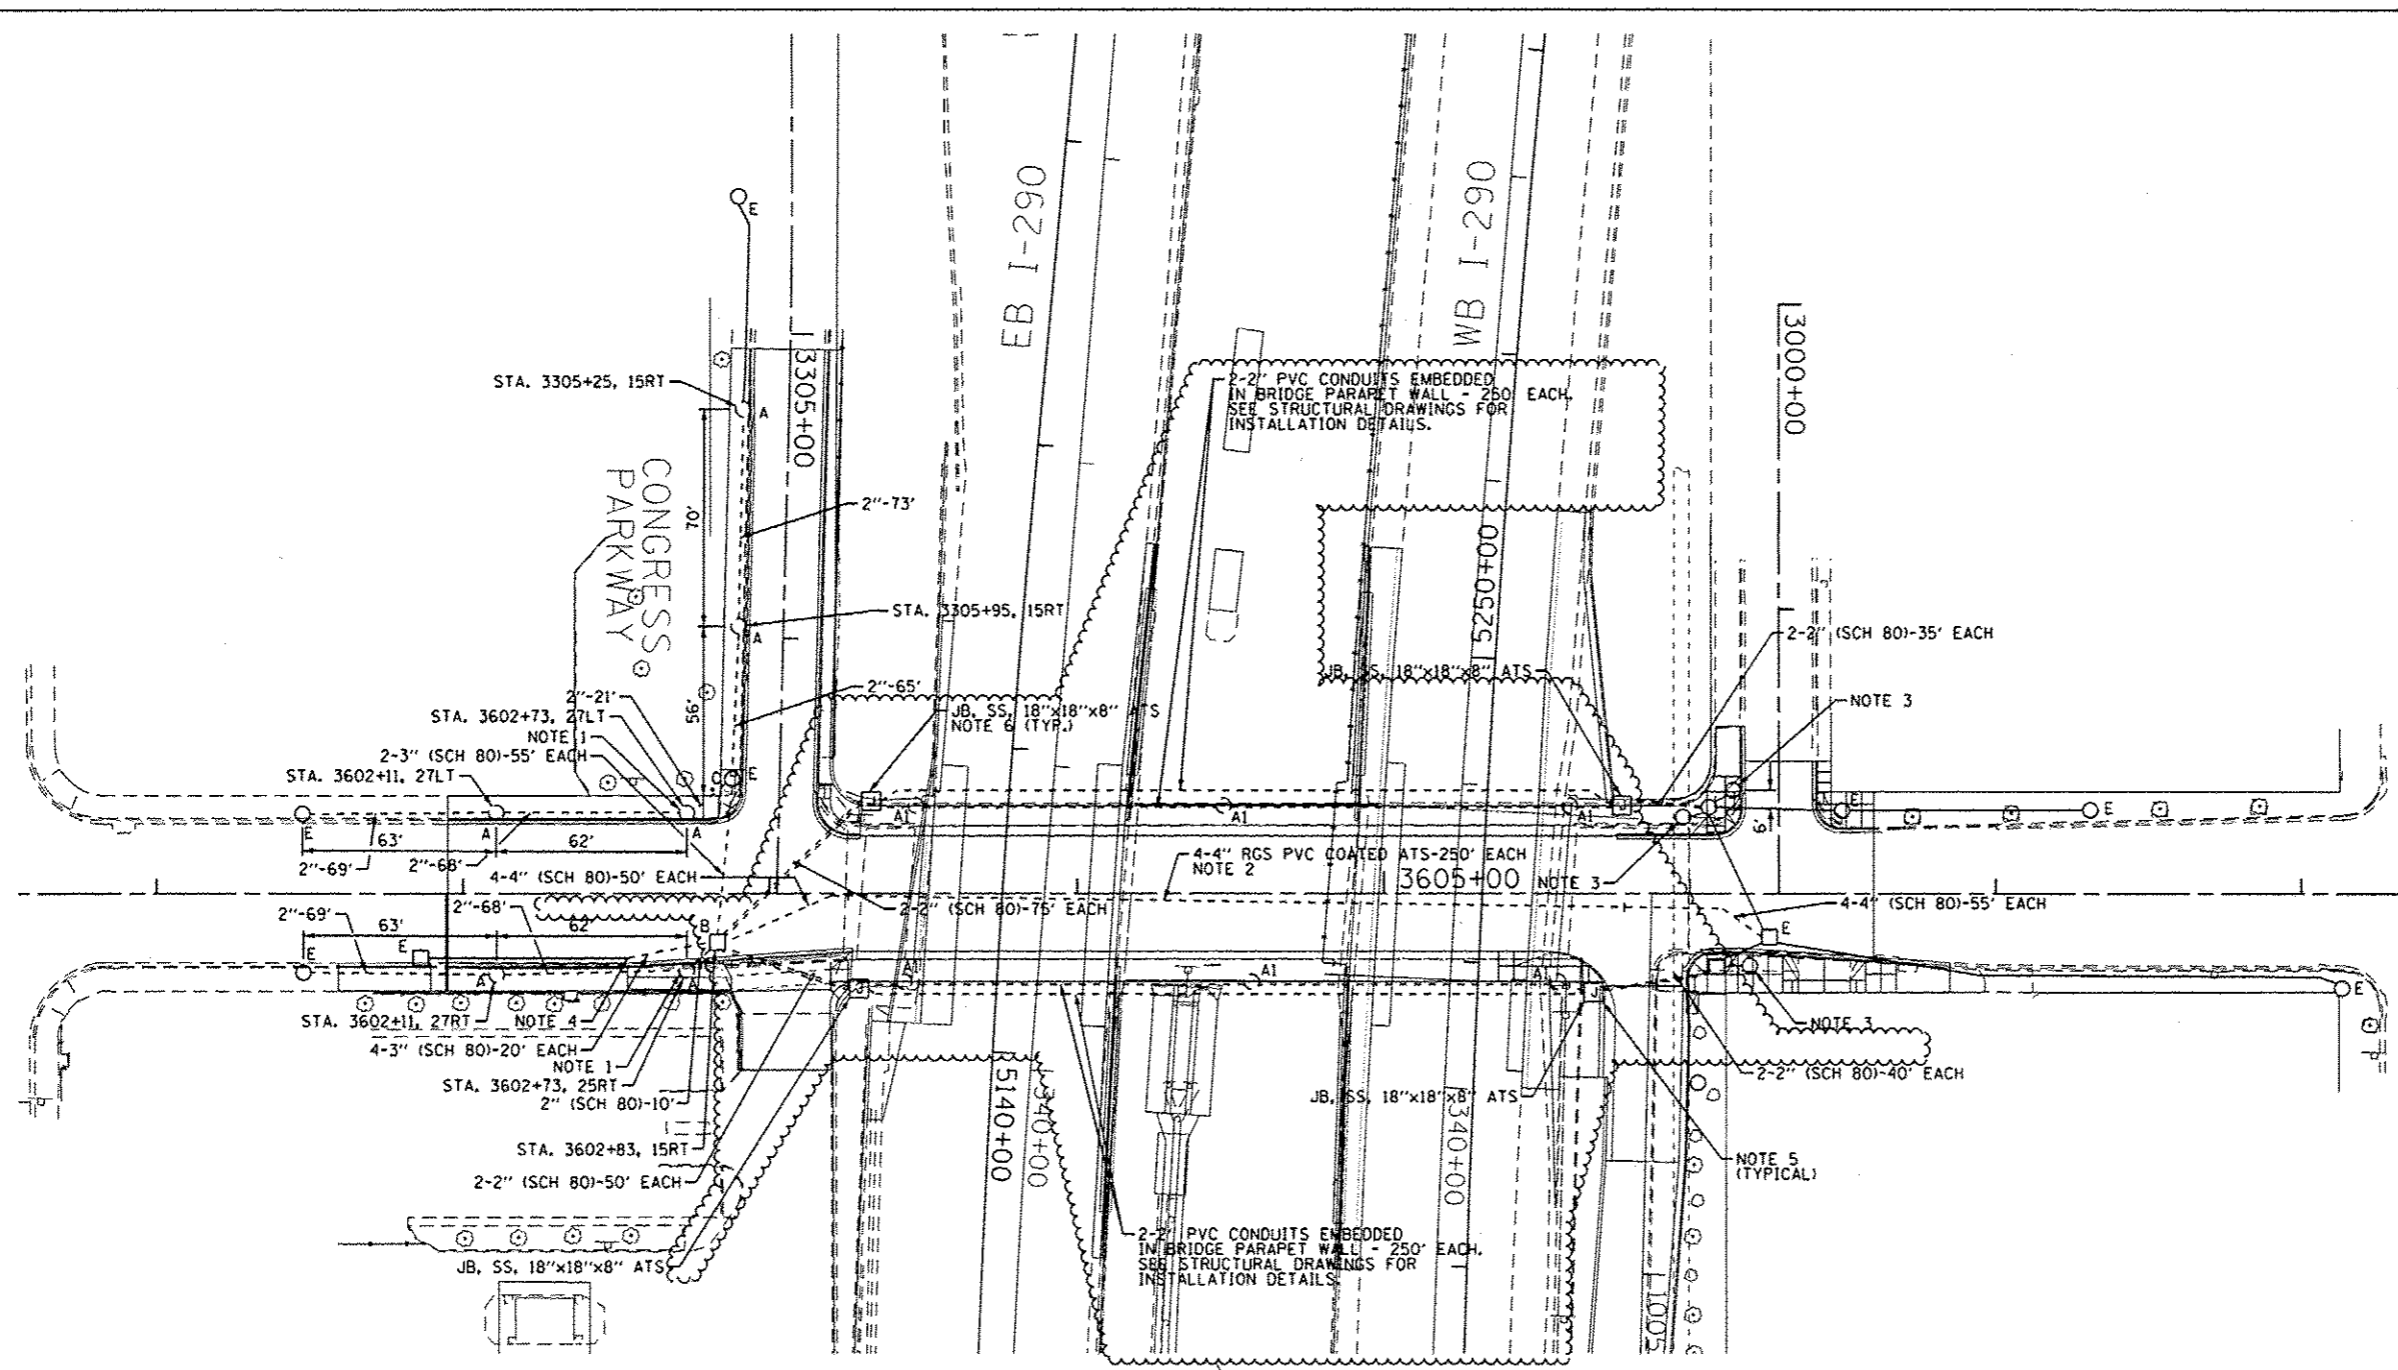 EB I-290
WB I-290
E
3305+00
3000+00
STA. 3305+25, 15RT
A
2-2" PVC CONDUITS EMBEDDED
IN BRIDGE PARAPET WALL - 250' EACH.
SEE STRUCTURAL DRAWINGS FOR
INSTALLATION DETAILS.
CONGRESS
PARKWAY
70'
2"-73'
5250+00
STA. 3305+95, 15RT
A
2-2" (SCH 80)-35' EACH
JB, SS, 18"x18"x8" ATS
2"-65'
56'
2"-21'
STA. 3602+73, 27LT
NOTE 1
2-3" (SCH 80)-55' EACH
STA. 3602+11, 27LT
JB, SS, 18"x18"x8" ATS
NOTE 6 (TYP.)
NOTE 3
C
E
E
A
A
A1
A1
A1
J
E
E
6'
63'
62'
2"-69'
2"-68'
4-4" (SCH 80)-50' EACH
4-4" RGS PVC COATED ATS-250' EACH
NOTE 2
3605+00
NOTE 3
2"-69'
2"-68'
2-2" (SCH 80)-75' EACH
4-4" (SCH 80)-55' EACH
63'
62'
B
E
E
E
A
A
A1
A1
A1
J
J
E
STA. 3602+11, 27RT
NOTE 4
4-3" (SCH 80)-20' EACH
NOTE 1
STA. 3602+73, 25RT
2" (SCH 80)-10'
NOTE 3
2-2" (SCH 80)-40' EACH
JB, SS, 18"x18"x8" ATS
5140+00
340+00
340+00
STA. 3602+83, 15RT
2-2" (SCH 80)-50' EACH
NOTE 5
(TYPICAL)
2-2" PVC CONDUITS EMBEDDED
IN BRIDGE PARAPET WALL - 250' EACH.
SEE STRUCTURAL DRAWINGS FOR
INSTALLATION DETAILS.
JB, SS, 18"x18"x8" ATS
1005